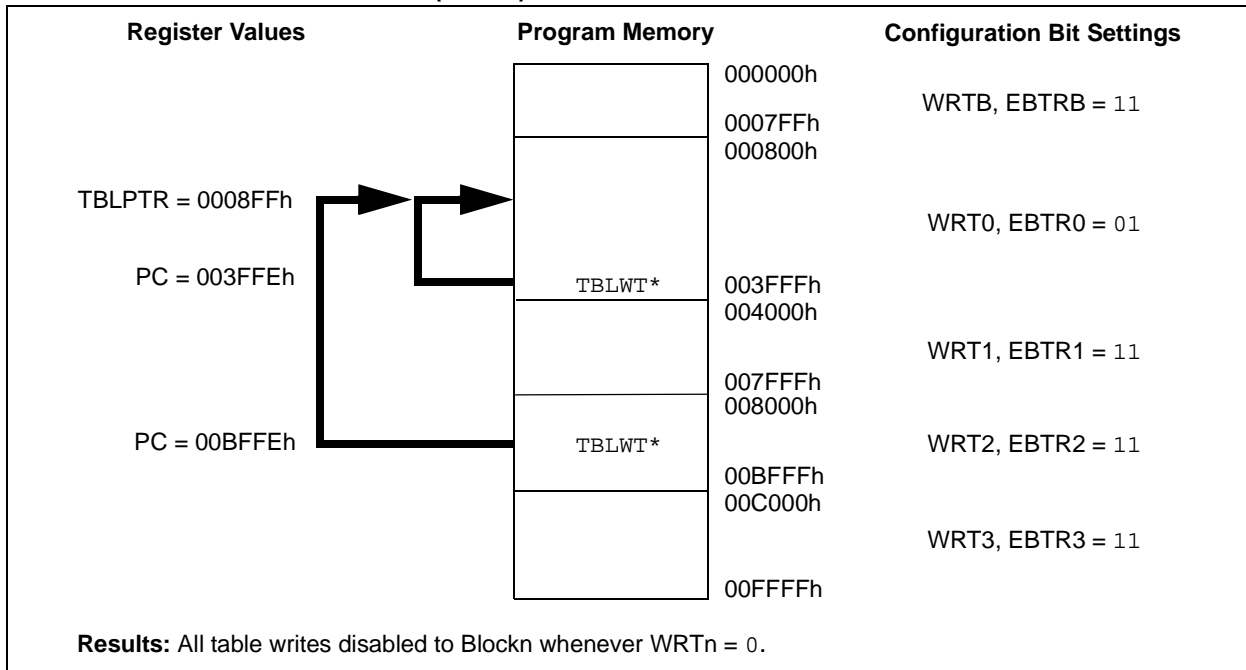 Register Values Program Memory Configuration Bit Settings
000000h
WRTB, EBTRB = 11
0007FFh
000800h
TBLPTR = 0008FFh
WRT0, EBTR0 = 01
PC = 003FFEh TBLWT* 003FFFh
004000h
WRT1, EBTR1 = 11
007FFFh
008000h
PC = 00BFFEh TBLWT* WRT2, EBTR2 = 11
00BFFFh
00C000h
WRT3, EBTR3 = 11
00FFFFh
Results: All table writes disabled to Blockn whenever WRTn = 0.